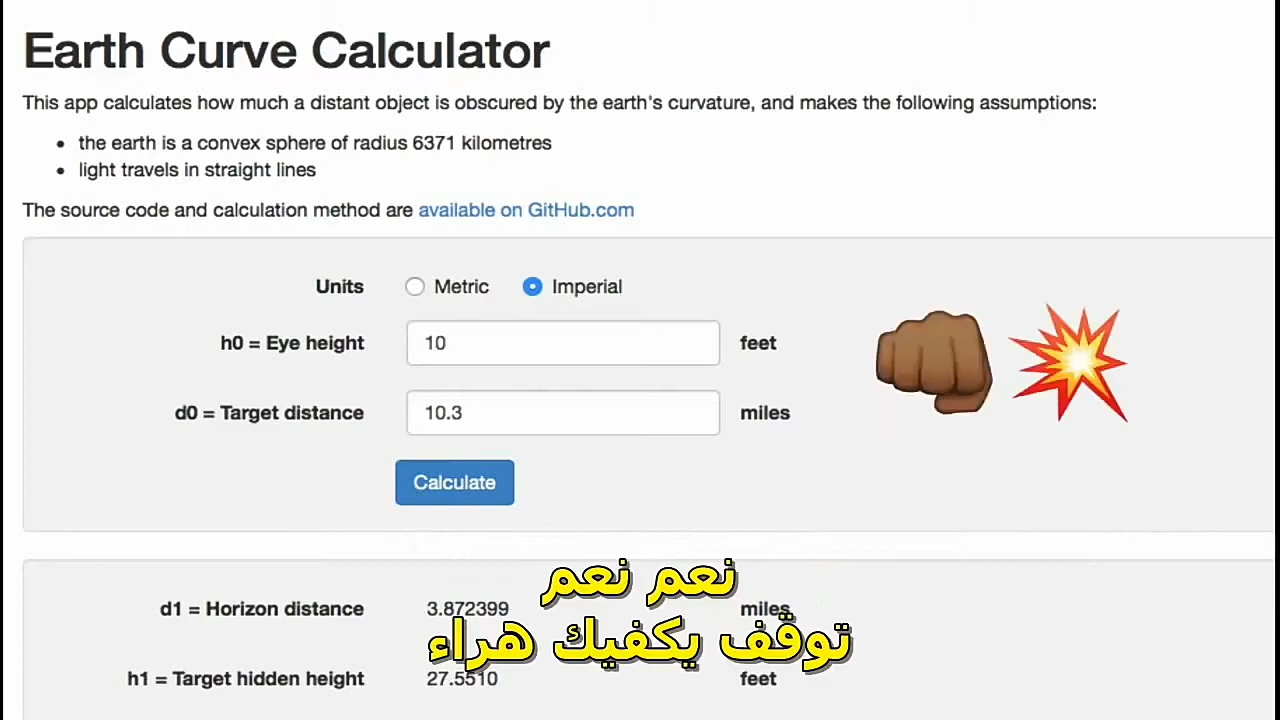 Earth Curve Calculator
This app calculates how much a distant object is obscured by the earth's curvature, and makes the following assumptions:
• the earth is a convex sphere of radius 6371 kilometres
• light travels in straight lines
The source code and calculation method are available on GitHub.com
Units Metric Imperial
h0 = Eye height 10 feet
d0 = Target distance 10.3 miles
Calculate
نعم نعم
d1 = Horizon distance 3.872399 miles
توقف يكفيك هراء
h1 = Target hidden height 27.5510 feet